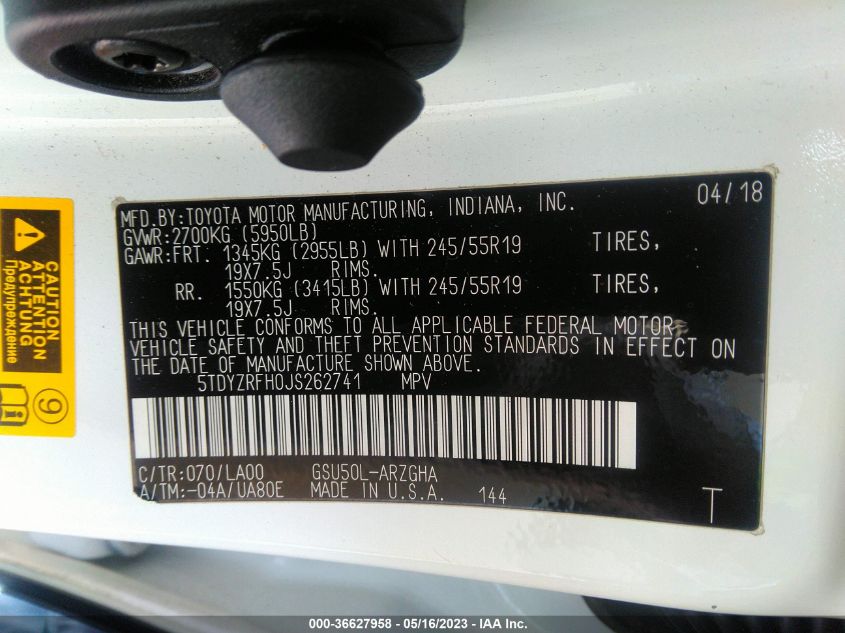 MFD.BY:TOYOTA MOTOR MANUFACTURING, INDIANA, INC. 04/18
GVWR:2700KG (5950LB)
GAWR:FRT. 1345KG (2955LB) WITH 245/55R19 TIRES,
19X7.5J RIMS.
RR. 1550KG (3415LB) WITH 245/55R19 TIRES,
19X7.5J RIMS.
THIS VEHICLE CONFORMS TO ALL APPLICABLE FEDERAL MOTOR
VEHICLE SAFETY AND THEFT PREVENTION STANDARDS IN EFFECT ON
THE DATE OF MANUFACTURE SHOWN ABOVE.
5TDYZRFH0JS262741 MPV
C/TR:070/LA00 GSU50L-ARZGHA
A/TM:-04A/UA80E MADE IN U.S.A. 144 T
CAUTION
ATTENTION
ACHTUNG
Предупреждение
9
000-36627958 - 05/16/2023 - IAA Inc.